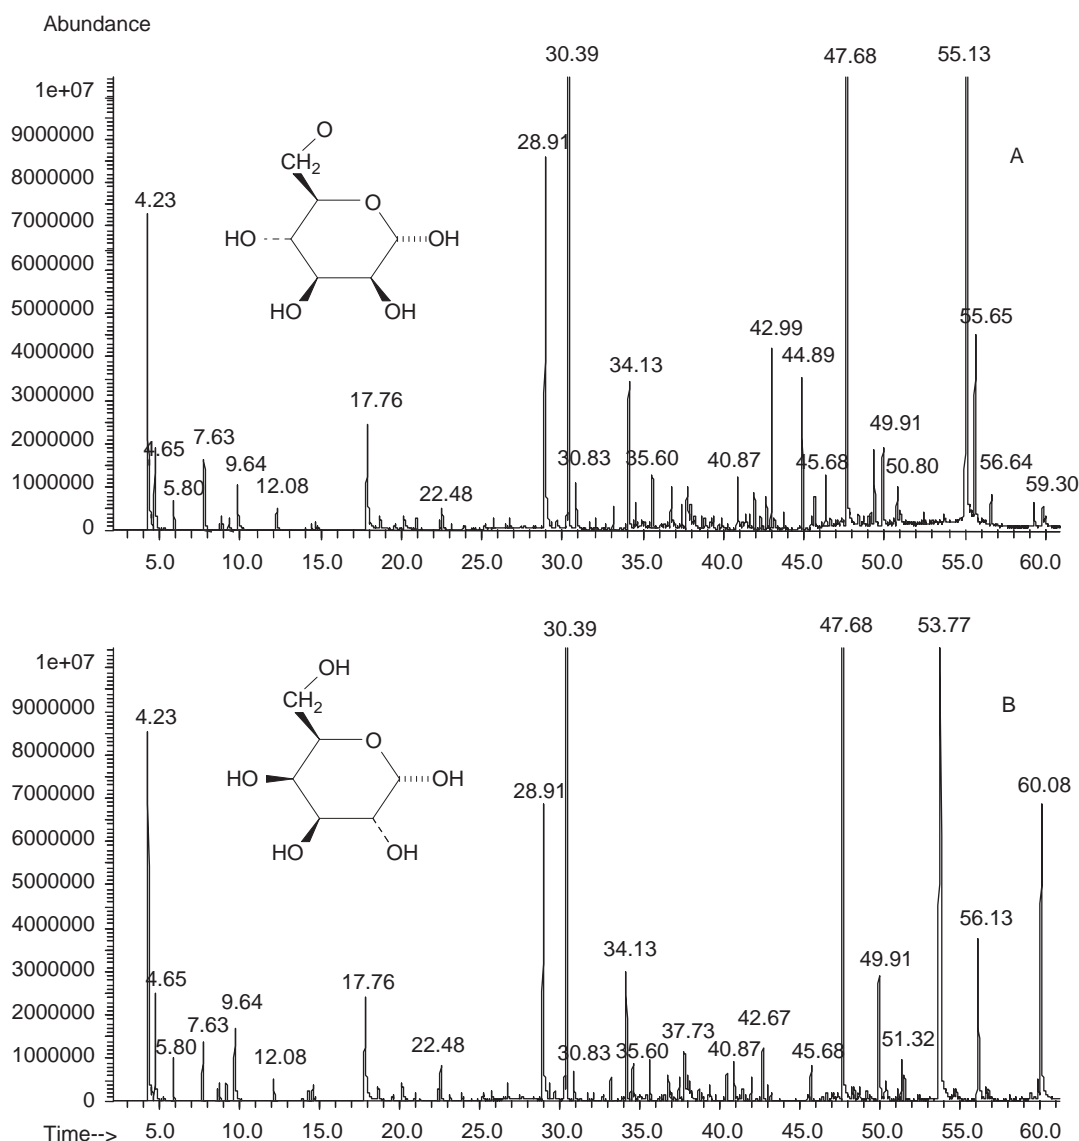 Abundance
30.39 47.68 55.13
1e+07
9000000 O 28.91 A
8000000 CH2
4.23
7000000 O
HO OH
6000000
5000000 HO OH
42.99 55.65
4000000 34.13 44.89
3000000 17.76
2000000 4.65 7.63 30.83 35.60 40.87 45.68 49.91
1000000 5.80 9.64 12.08 22.48 50.80 56.64 59.30
0
5.0 10.0 15.0 20.0 25.0 30.0 35.0 40.0 45.0 50.0 55.0 60.0
30.39 47.68 53.77
1e+07 OH
9000000 CH2 B
4.23
8000000 O
7000000 HO OH 28.91 60.08
6000000
HO OH
5000000
4000000 34.13 56.13
3000000 4.65 17.76 49.91
2000000 7.63 9.64 22.48 37.73 42.67
1000000 5.80 12.08 30.83 35.60 40.87 45.68 51.32
0
Time--> 5.0 10.0 15.0 20.0 25.0 30.0 35.0 40.0 45.0 50.0 55.0 60.0